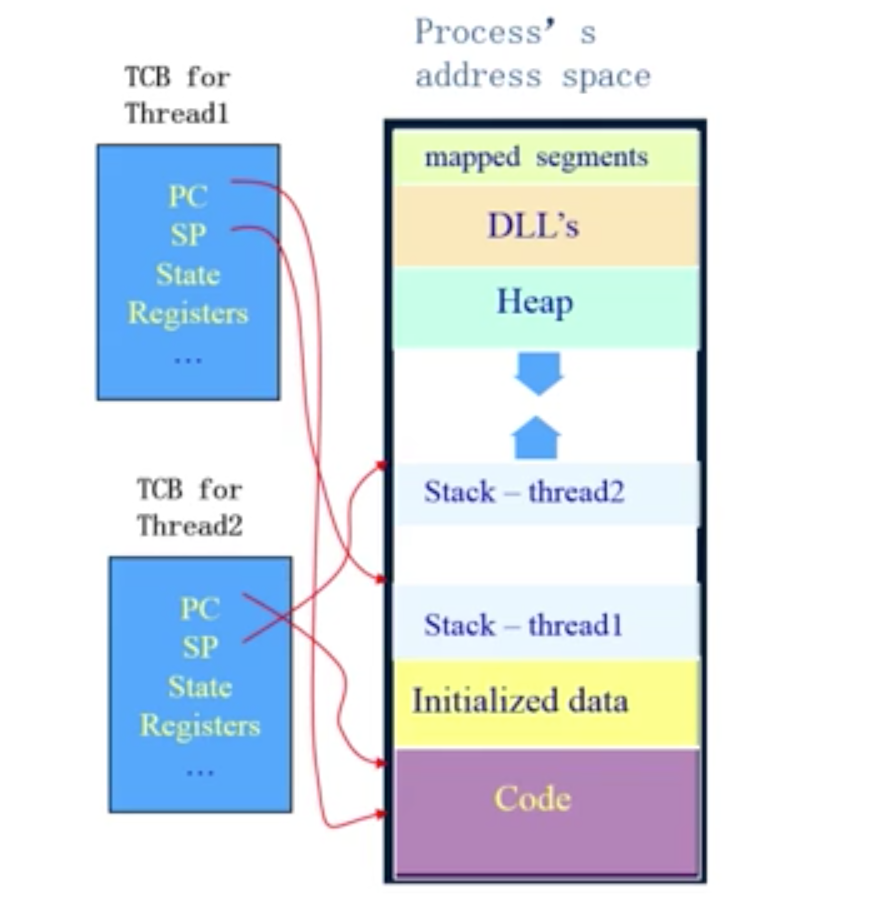 Process’ s
address space
TCB for
Thread1
PC
SP
State
Registers
...
mapped segments
DLL’s
Heap
Stack – thread2
Stack – thread1
Initialized data
Code
TCB for
Thread2
PC
SP
State
Registers
...